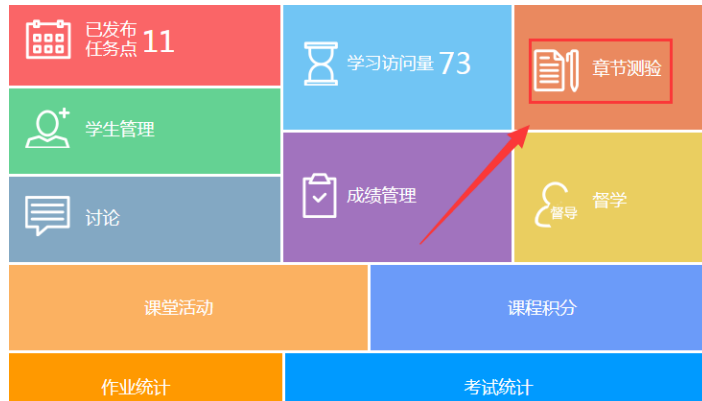 已发布
任务点 11
学习访问量 73
章节测验
学生管理
成绩管理
督导
督学
讨论
课堂活动
课程积分
作业统计
考试统计